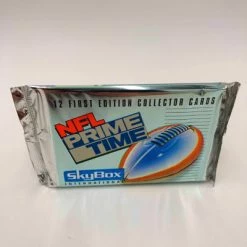 12 FIRST EDITION COLLECTOR CARDS
NFL
PRIME
TIME
SkyBox
INTERNATIONAL